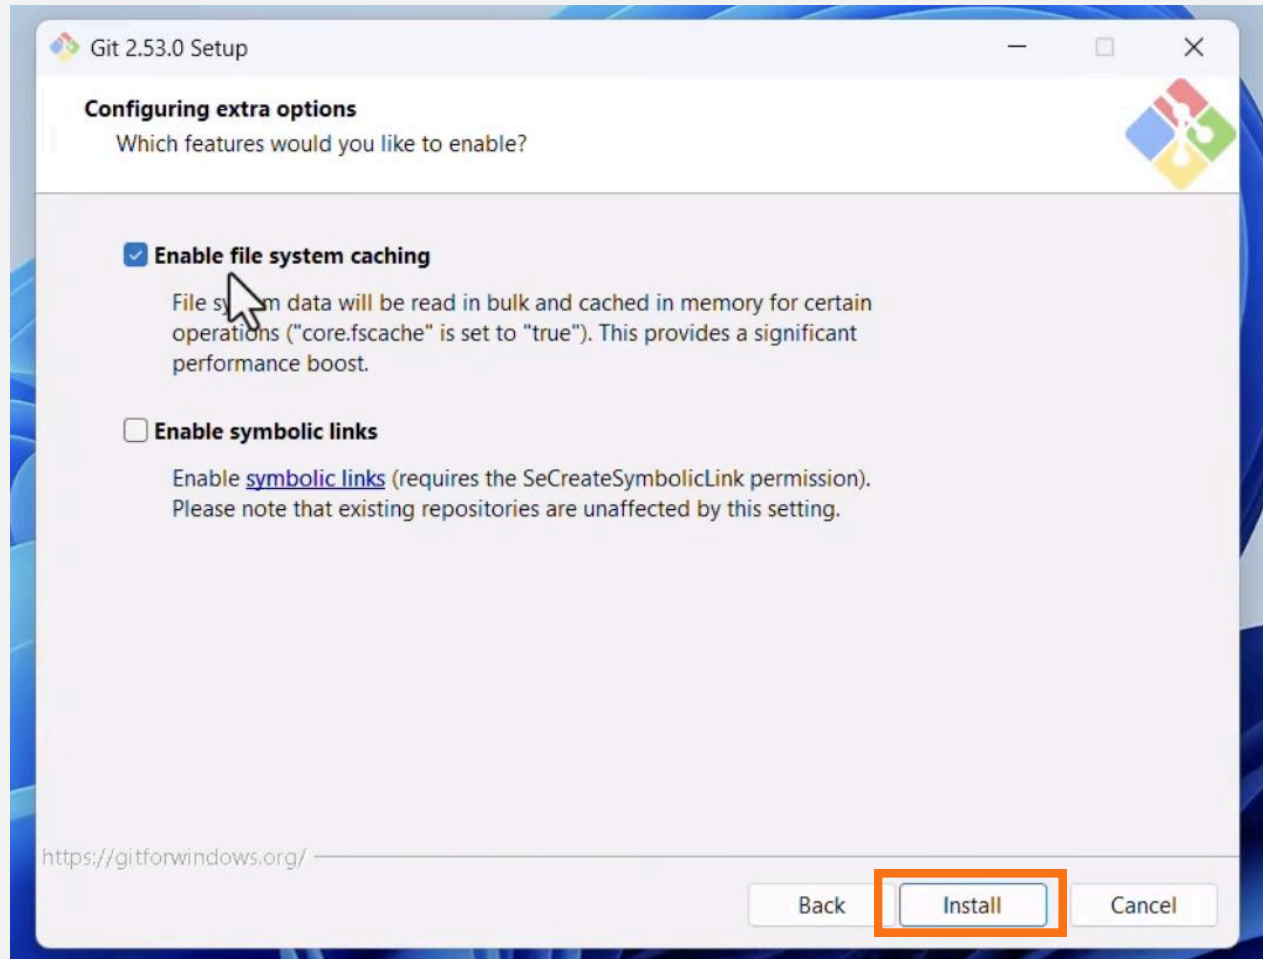 Git 2.53.0 Setup
Configuring extra options
Which features would you like to enable?
Enable file system caching
File system data will be read in bulk and cached in memory for certain
operations ("core.fscache" is set to "true"). This provides a significant
performance boost.
Enable symbolic links
Enable symbolic links (requires the SeCreateSymbolicLink permission).
Please note that existing repositories are unaffected by this setting.
https://gitforwindows.org/
Back Install Cancel